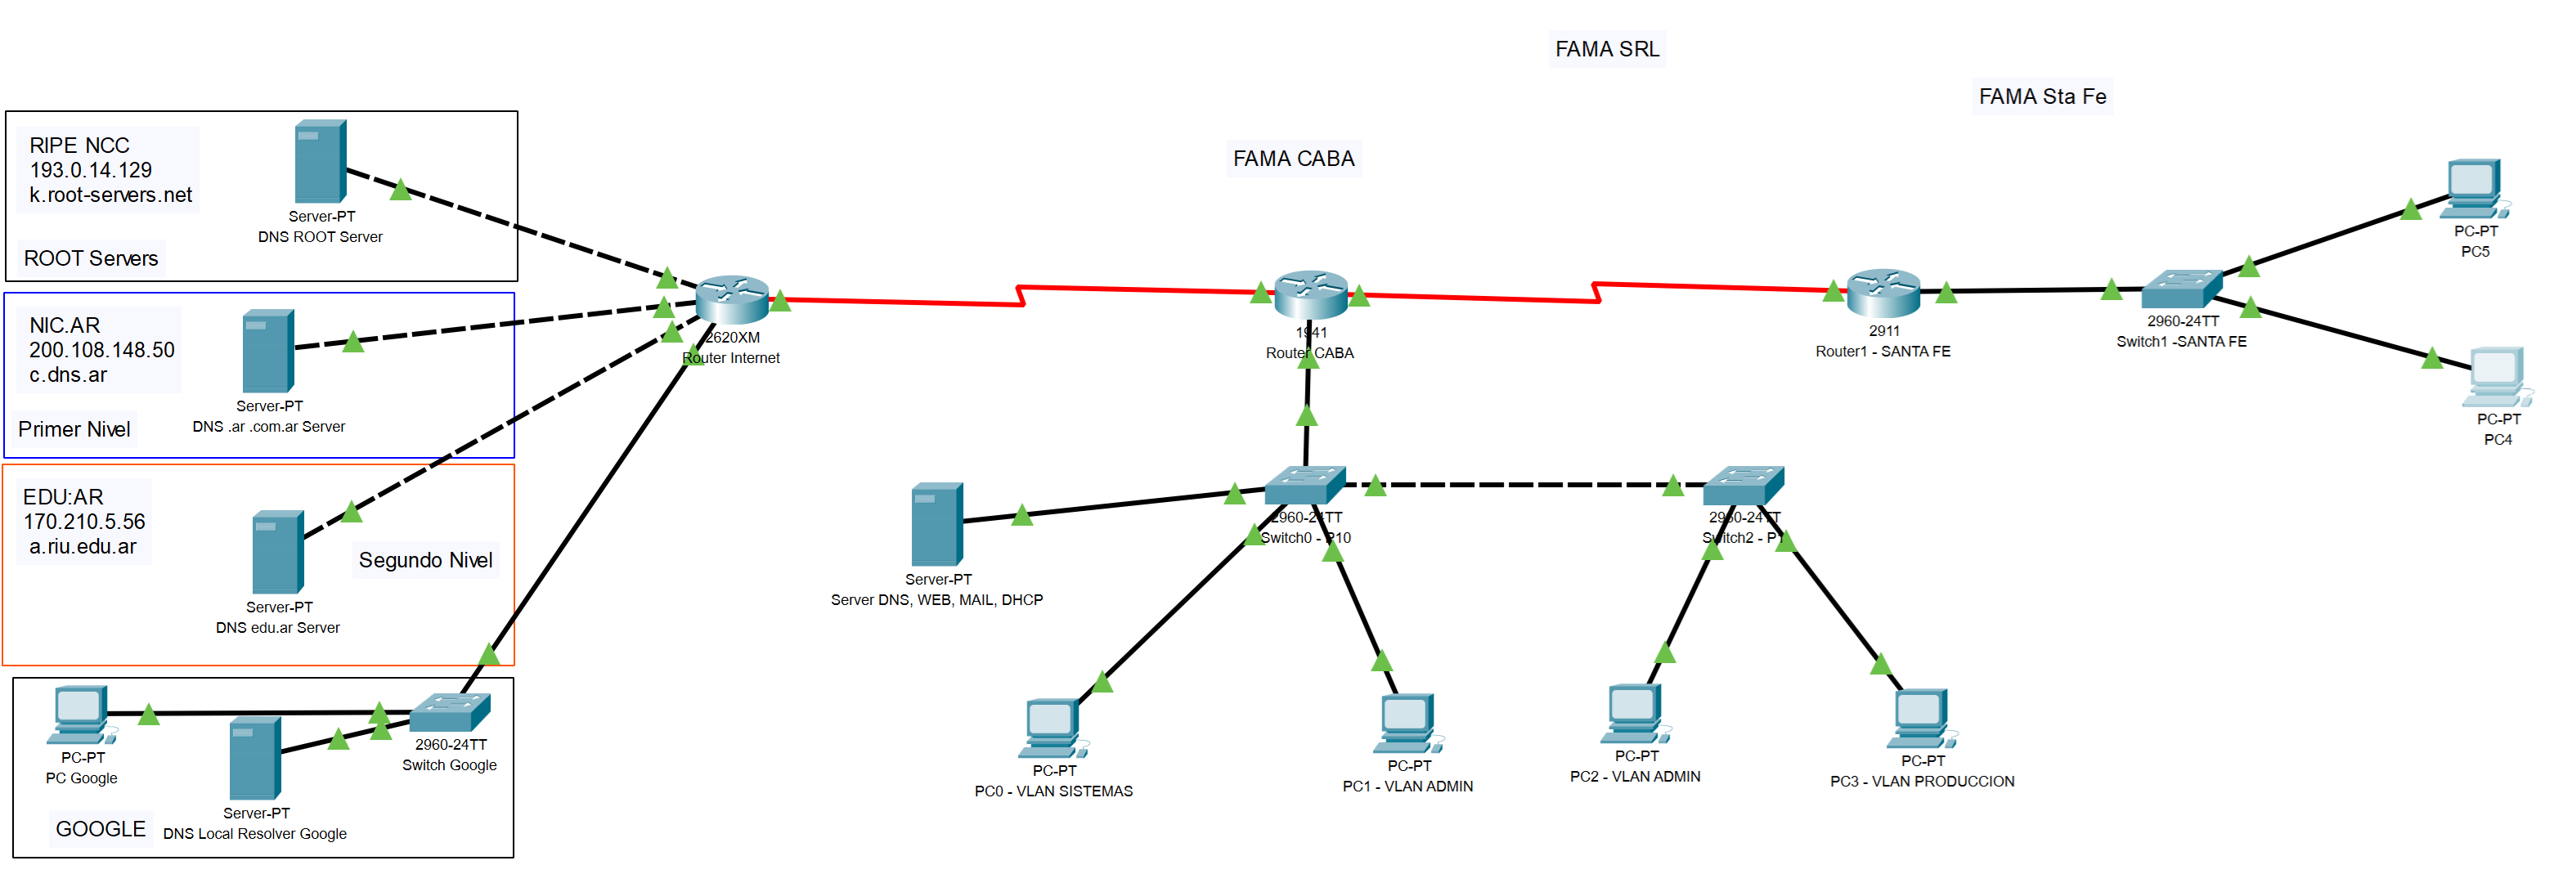 FAMA SRL
FAMA Sta Fe
FAMA CABA
RIPE NCC
193.0.14.129
k.root-servers.net
ROOT Servers
Server-PT
DNS ROOT Server
NIC.AR
200.108.148.50
c.dns.ar
Primer Nivel
Server-PT
DNS .ar .com.ar Server
EDU:AR
170.210.5.56
a.riu.edu.ar
Segundo Nivel
Server-PT
DNS edu.ar Server
PC-PT
PC Google
Server-PT
DNS Local Resolver Google
2960-24TT
Switch Google
GOOGLE
2620XM
Router Internet
1941
Router CABA
2911
Router1 - SANTA FE
2960-24TT
Switch1 -SANTA FE
PC-PT
PC5
PC-PT
PC4
Server-PT
Server DNS, WEB, MAIL, DHCP
2960-24TT
Switch0 - P10
2960-24TT
Switch2 -
PC-PT
PC0 - VLAN SISTEMAS
PC-PT
PC1 - VLAN ADMIN
PC-PT
PC2 - VLAN ADMIN
PC-PT
PC3 - VLAN PRODUCCION